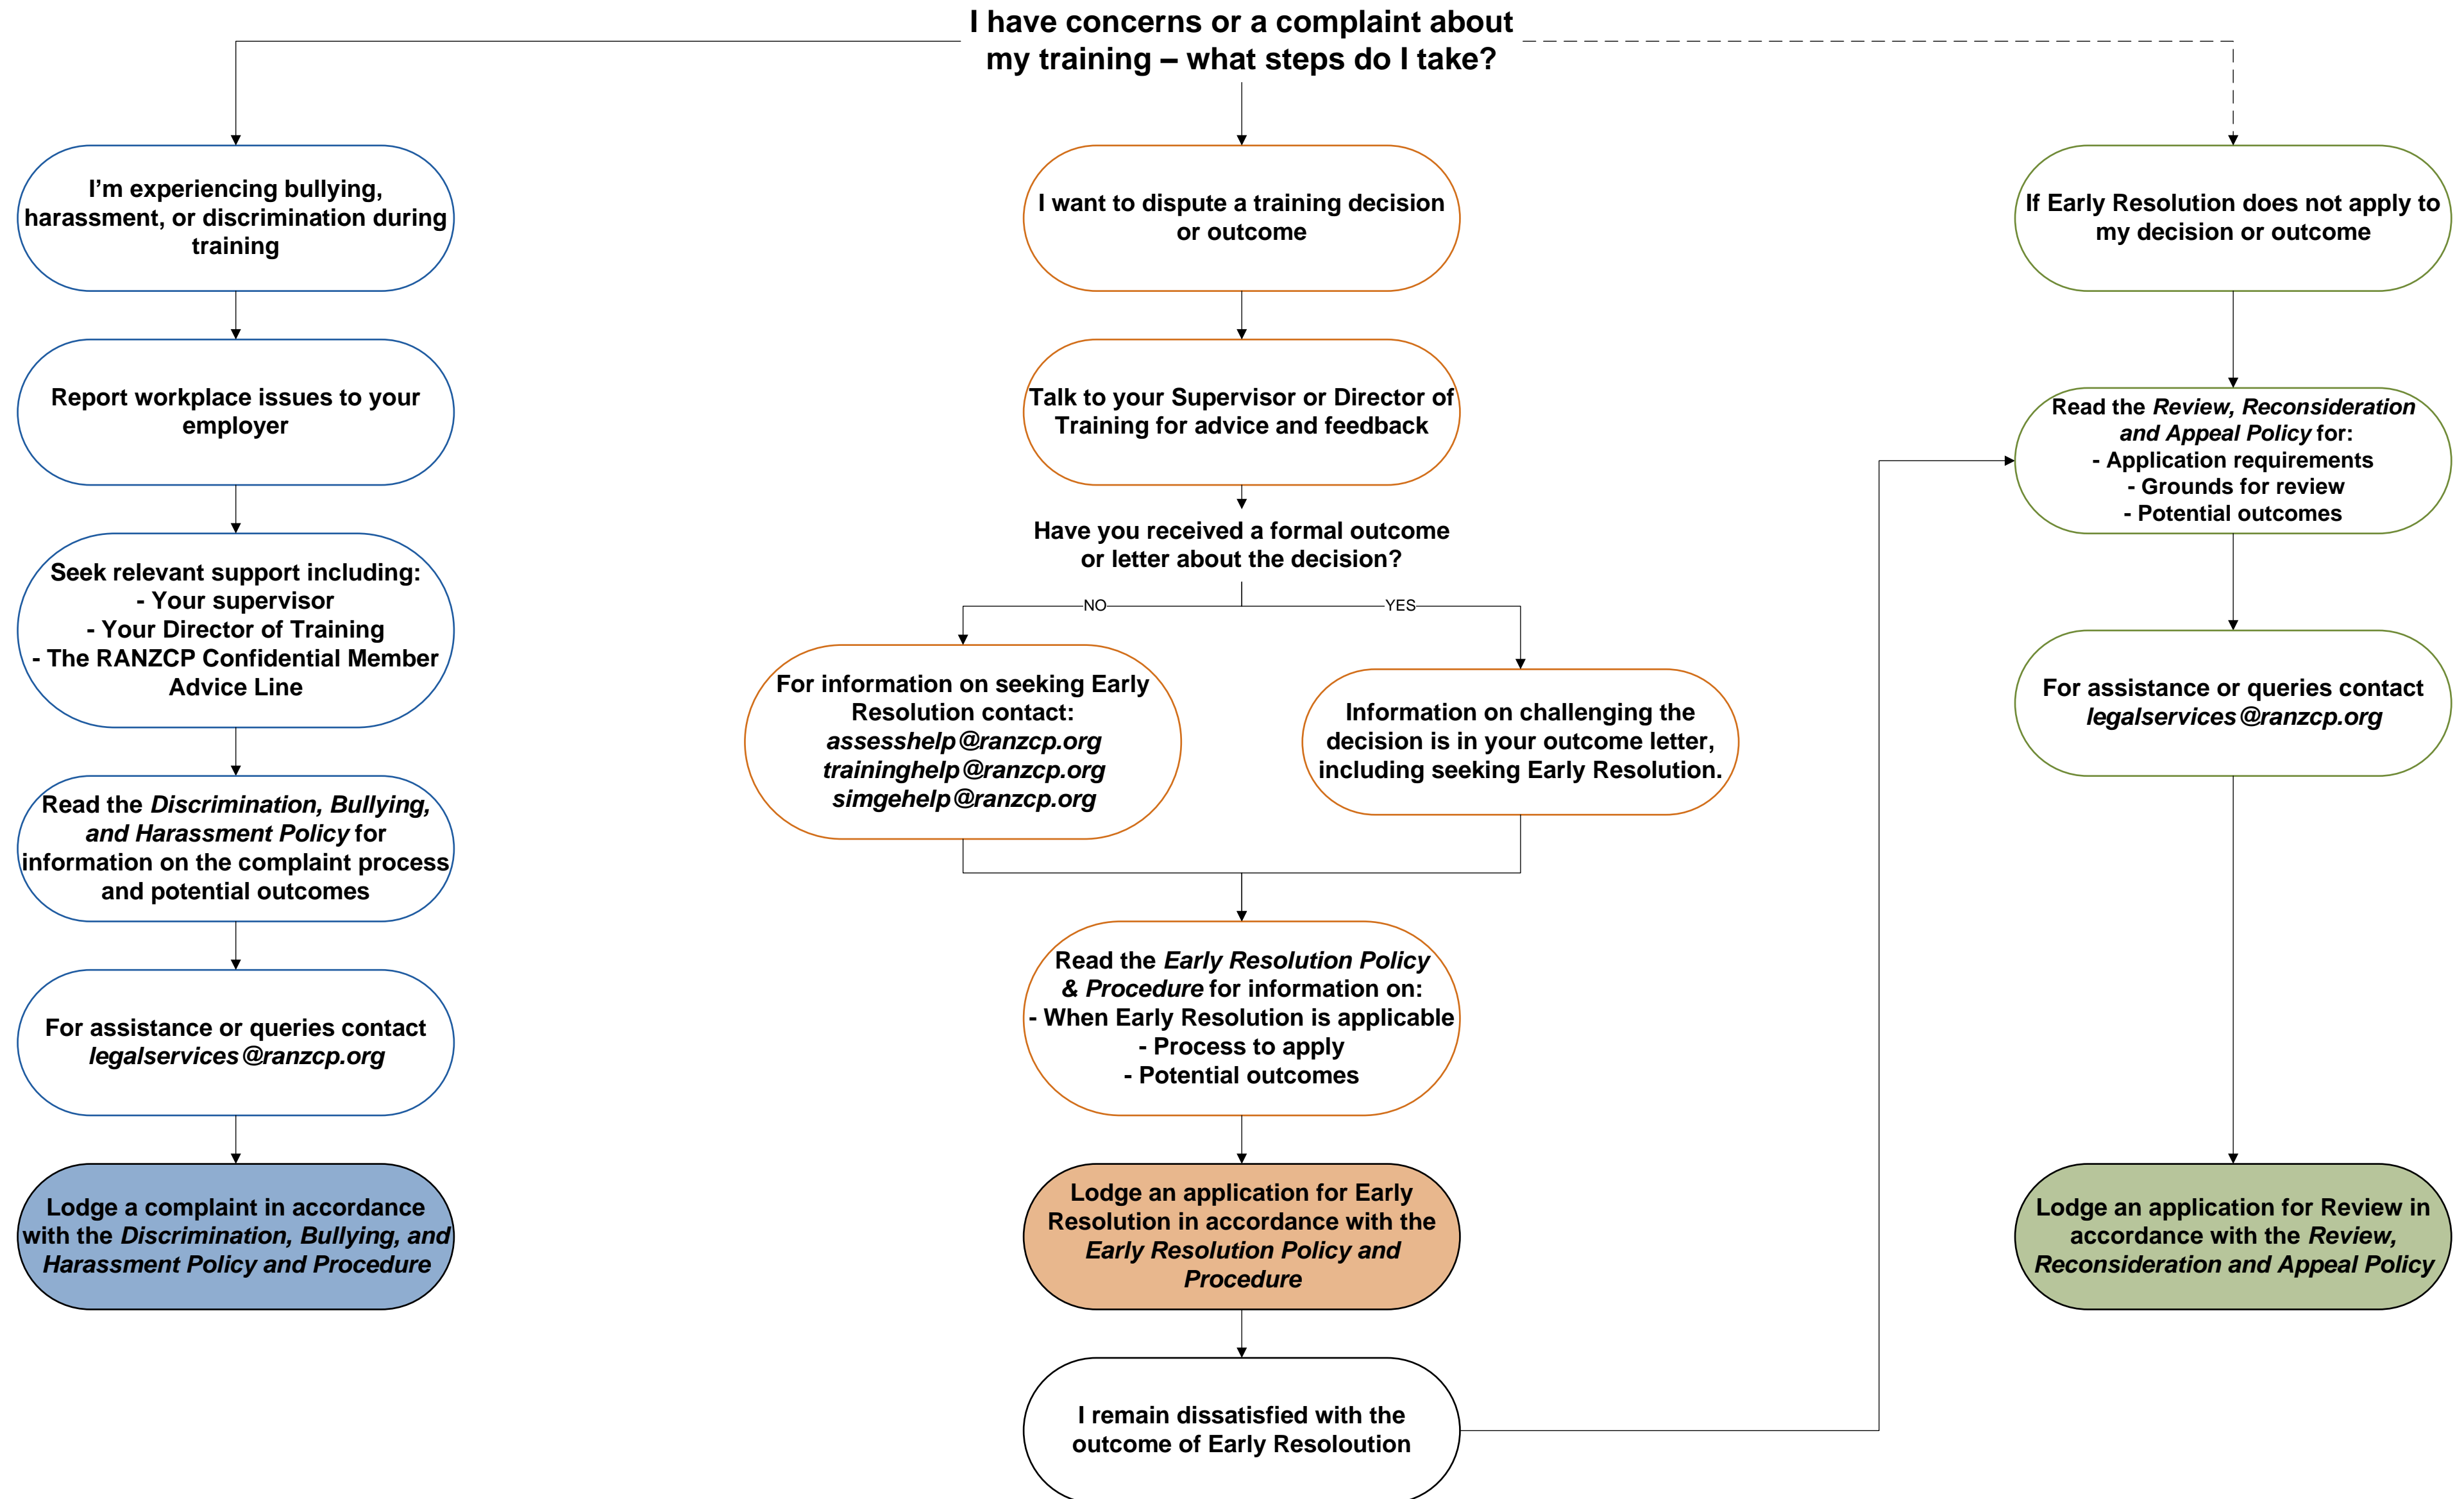 I have concerns or a complaint about
my training – what steps do I take?
I’m experiencing bullying,
harassment, or discrimination during
training
Report workplace issues to your
employer
Seek relevant support including:
- Your supervisor
- Your Director of Training
- The RANZCP Confidential Member
Advice Line
Read the Discrimination, Bullying,
and Harassment Policy for
information on the complaint process
and potential outcomes
For assistance or queries contact
legalservices@ranzcp.org
Lodge a complaint in accordance
with the Discrimination, Bullying, and
Harassment Policy and Procedure
I want to dispute a training decision
or outcome
Talk to your Supervisor or Director of
Training for advice and feedback
Have you received a formal outcome
or letter about the decision?
NO
YES
For information on seeking Early
Resolution contact:
assesshelp@ranzcp.org
traininghelp@ranzcp.org
simgehelp@ranzcp.org
Information on challenging the
decision is in your outcome letter,
including seeking Early Resolution.
Read the Early Resolution Policy
& Procedure for information on:
- When Early Resolution is applicable
- Process to apply
- Potential outcomes
Lodge an application for Early
Resolution in accordance with the
Early Resolution Policy and
Procedure
I remain dissatisfied with the
outcome of Early Resoloution
If Early Resolution does not apply to
my decision or outcome
Read the Review, Reconsideration
and Appeal Policy for:
- Application requirements
- Grounds for review
- Potential outcomes
For assistance or queries contact
legalservices@ranzcp.org
Lodge an application for Review in
accordance with the Review,
Reconsideration and Appeal Policy